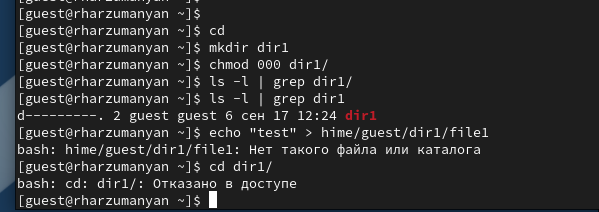 [guest@rharzumanyan ~]$
[guest@rharzumanyan ~]$
[guest@rharzumanyan ~]$ cd
[guest@rharzumanyan ~]$ mkdir dir1
[guest@rharzumanyan ~]$ chmod 000 dir1/
[guest@rharzumanyan ~]$ ls -l | grep dir1/
[guest@rharzumanyan ~]$ ls -l | grep dir1
d---------. 2 guest guest 6 сен 17 12:24 dir1
[guest@rharzumanyan ~]$ echo "test" > hime/guest/dir1/file1
bash: hime/guest/dir1/file1: Нет такого файла или каталога
[guest@rharzumanyan ~]$ cd dir1/
bash: cd: dir1/: Отказано в доступе
[guest@rharzumanyan ~]$